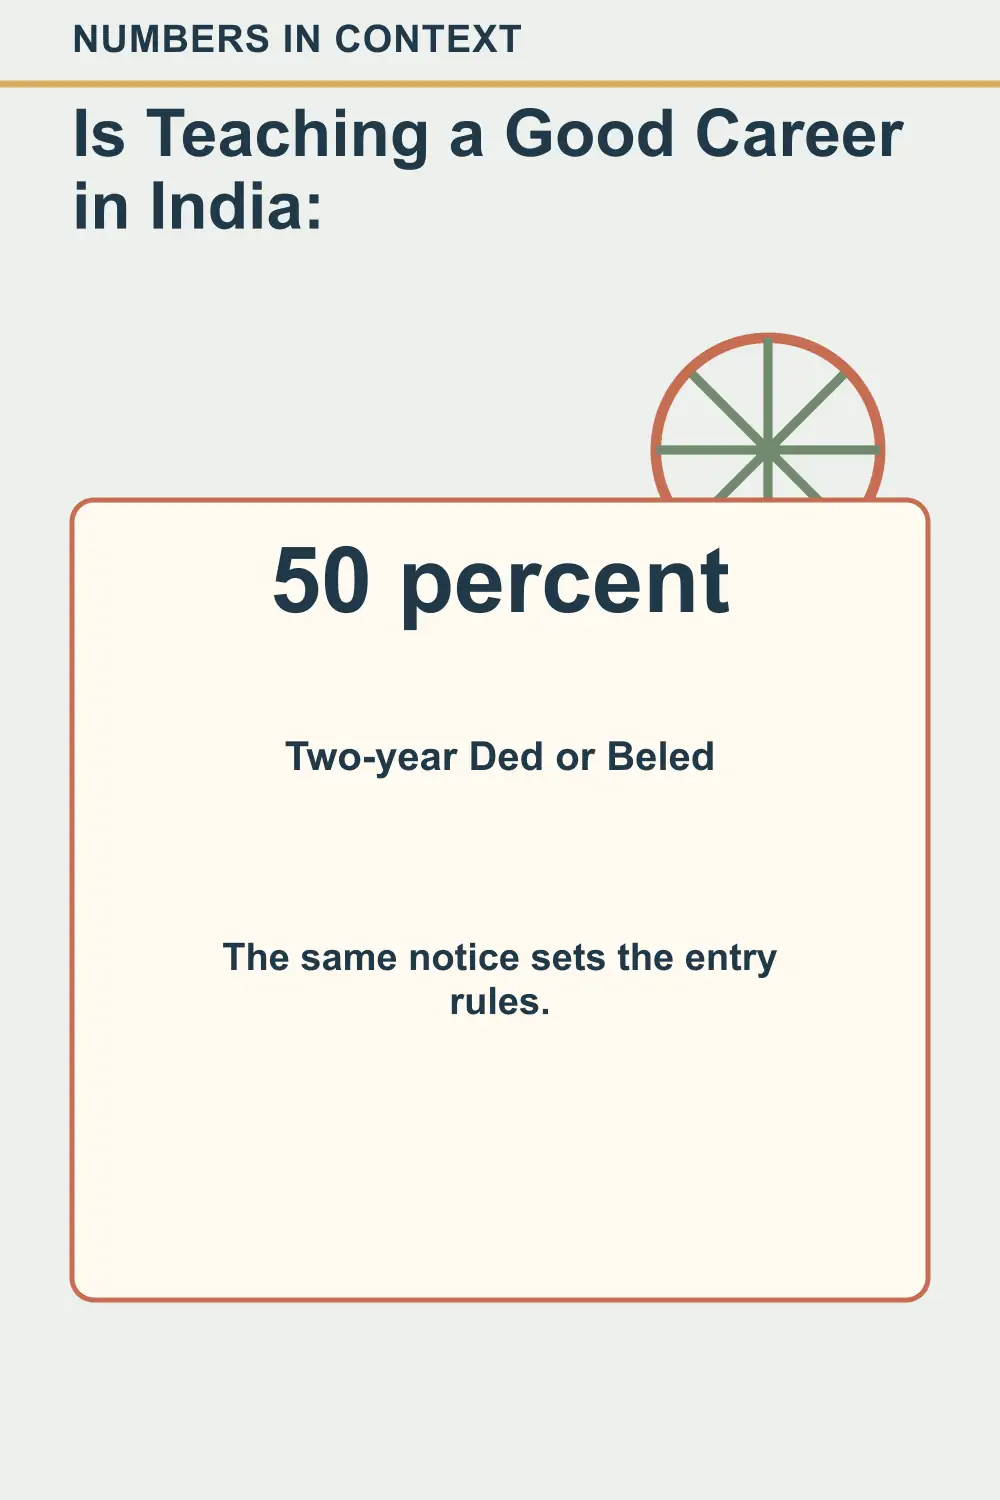 NUMBERS IN CONTEXT
Is Teaching a Good Career
in India:
50 percent
Two-year Ded or Beled
The same notice sets the entry
rules.